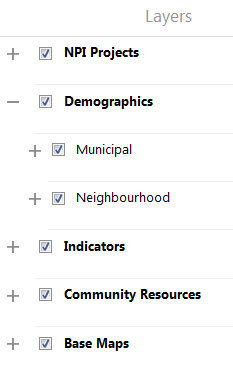 Layers
NPI Projects
Demographics
Municipal
Neighbourhood
Indicators
Community Resources
Base Maps